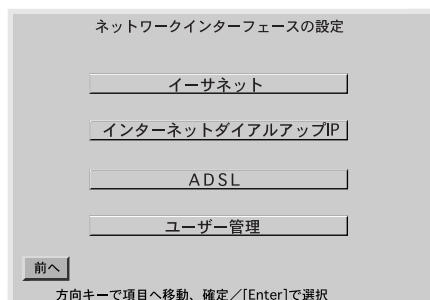 ネットワークインターフェースの設定
イーサネット
インターネットダイアルアップIP
ADSL
ユーザー管理
前へ
方向キーで項目へ移動、確定／[Enter]で選択